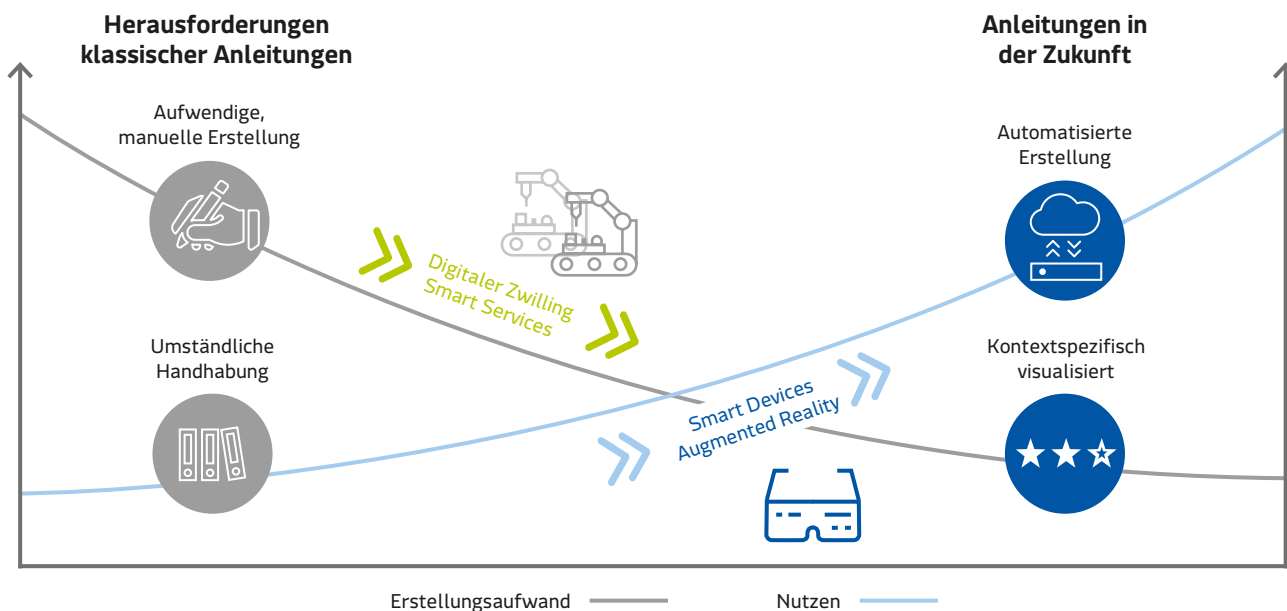 Herausforderungen
klassischer Anleitungen
Anleitungen in
der Zukunft
Aufwendige,
manuelle Erstellung
Automatisierte
Erstellung
Digitaler Zwilling
Smart Services
Umständliche
Handhabung
Kontextspezifisch
visualisiert
Smart Devices
Augmented Reality
Erstellungsaufwand
Nutzen